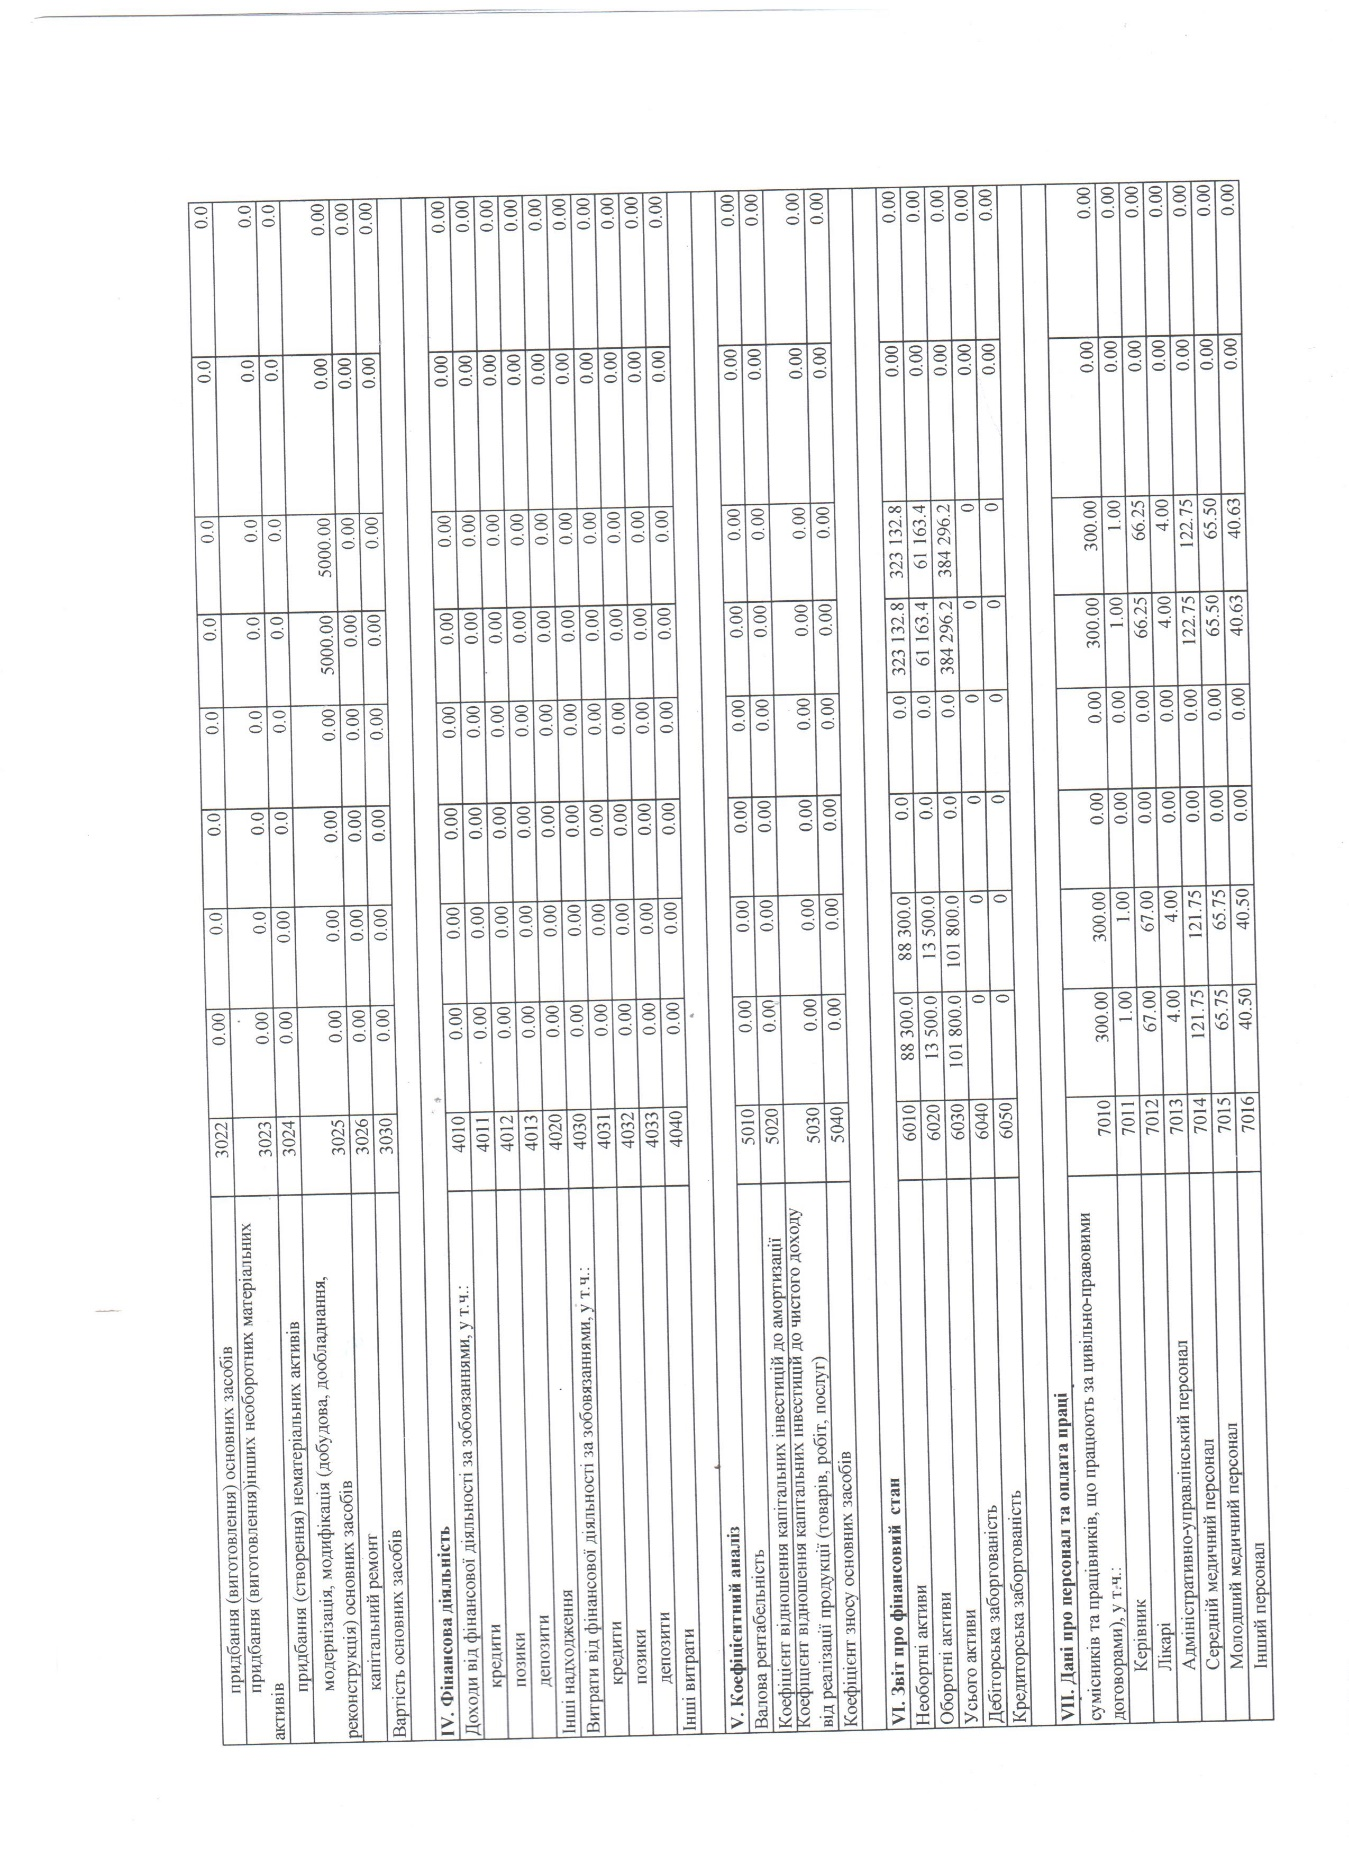 придбання (виготовлення) основних засобів 3022 0.00 0.0 0.0 0.0 0.0 0.0 0.0 0.0
придбання (виготовлення)інших необоротних матеріальних
активів 3023 0.00 0.0 0.0 0.0 0.0 0.0 0.0 0.0
придбання (створення) нематеріальних активів 3024 0.00 0.00 0.0 0.0 0.0 0.0 0.0 0.0
модернізація, модифікація (добудова, дообладнання,
реконструкція) основних засобів 3025 0.00 0.00 0.00 0.00 5000.00 5000.00 0.00 0.00
капітальний ремонт 3026 0.00 0.00 0.00 0.00 0.00 0.00 0.00 0.00
Вартість основних засобів 3030 0.00 0.00 0.00 0.00 0.00 0.00 0.00 0.00
IV. Фінансова діяльність
Доходи від фінансової діяльності за зобоязаннями, у т.ч.: 4010 0.00 0.00 0.00 0.00 0.00 0.00 0.00 0.00
кредити 4011 0.00 0.00 0.00 0.00 0.00 0.00 0.00 0.00
позики 4012 0.00 0.00 0.00 0.00 0.00 0.00 0.00 0.00
депозити 4013 0.00 0.00 0.00 0.00 0.00 0.00 0.00 0.00
Інші надходження 4020 0.00 0.00 0.00 0.00 0.00 0.00 0.00 0.00
Витрати від фінансової діяльності за зобовязаннями, у т.ч.: 4030 0.00 0.00 0.00 0.00 0.00 0.00 0.00 0.00
кредити 4031 0.00 0.00 0.00 0.00 0.00 0.00 0.00 0.00
позики 4032 0.00 0.00 0.00 0.00 0.00 0.00 0.00 0.00
депозити 4033 0.00 0.00 0.00 0.00 0.00 0.00 0.00 0.00
Інші витрати 4040 0.00 0.00 0.00 0.00 0.00 0.00 0.00 0.00
V. Коефіцієнтний аналіз
Валова рентабельність 5010 0.00 0.00 0.00 0.00 0.00 0.00 0.00 0.00
Коефіцієнт відношення капітальних інвестицій до амортизації 5020 0.00 0.00 0.00 0.00 0.00 0.00 0.00 0.00
Коефіцієнт відношення капітальних інвестицій до чистого доходу
від реалізації продукції (товарів, робіт, послуг) 5030 0.00 0.00 0.00 0.00 0.00 0.00 0.00 0.00
Коефіцієнт зносу основних засобів 5040 0.00 0.00 0.00 0.00 0.00 0.00 0.00 0.00
VI. Звіт про фінансовий стан
Необортні активи 6010 88 300.0 88 300.0 0.0 0.0 323 132.8 323 132.8 0.00 0.00
Оборотні активи 6020 13 500.0 13 500.0 0.0 0.0 61 163.4 61 163.4 0.00 0.00
Усього активи 6030 101 800.0 101 800.0 0.0 0.0 384 296.2 384 296.2 0.00 0.00
Дебіторська заборгованість 6040 0 0 0 0 0 0 0.00 0.00
Кредиторська заборгованість 6050 0 0 0 0 0 0 0.00 0.00
VII. Дані про персонал та оплата праці
сумісників та працівників, що працюють за цивільно-правовими
договорами), у т.ч.: 7010 300.00 300.00 0.00 0.00 300.00 300.00 0.00 0.00
Керівник 7011 1.00 1.00 0.00 0.00 1.00 1.00 0.00 0.00
Лікарі 7012 67.00 67.00 0.00 0.00 66.25 66.25 0.00 0.00
Адміністративно-управлінський персонал 7013 4.00 4.00 0.00 0.00 4.00 4.00 0.00 0.00
Середній медичний персонал 7014 121.75 121.75 0.00 0.00 122.75 122.75 0.00 0.00
Молодший медичний персонал 7015 65.75 65.75 0.00 0.00 65.50 65.50 0.00 0.00
Інший персонал 7016 40.50 40.50 0.00 0.00 40.63 40.63 0.00 0.00